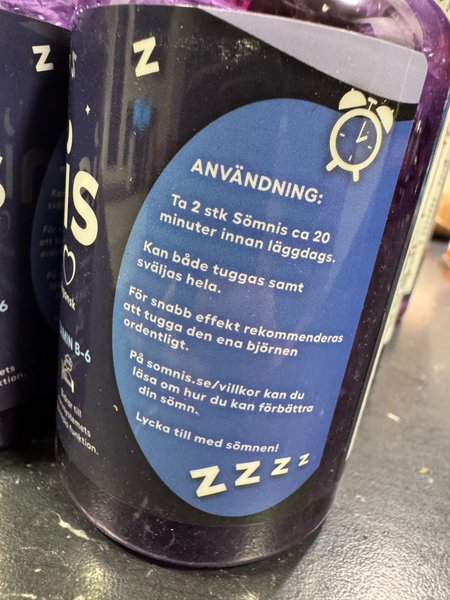 Z
Z
ANVÄNDNING:
Ta 2 stk Sömnis ca 20
minuter innan läggdags.
Kan både tuggas samt
sväljas hela.
För snabb effekt rekommenderas
att tugga den ena björnen
ordentligt.
På somnis.se/villkor kan du
läsa om hur du kan förbättra
din sömn.
Lycka till med sömnen!
Z Z Z Z
B-6